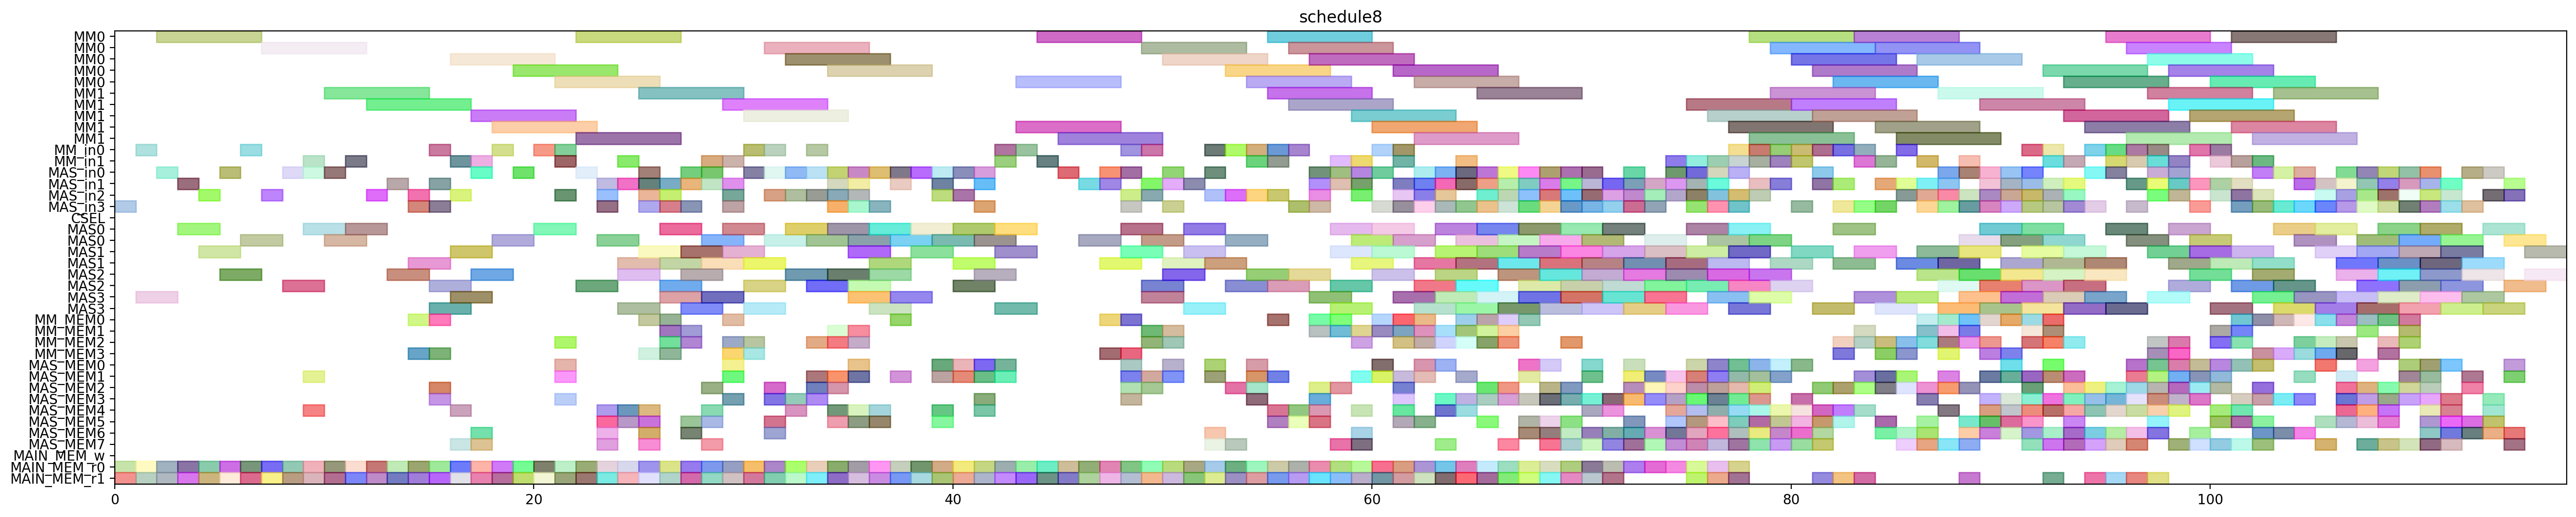 schedule8
MM0
MM0
MM0
MM0
MM0
MM1
MM1
MM1
MM1
MM1
MM_in0
MM_in1
MAS_in0
MAS_in1
MAS_in2
MAS_in3
CSEL
MAS0
MAS0
MAS1
MAS1
MAS2
MAS2
MAS3
MAS3
MM_MEM0
MM_MEM1
MM_MEM2
MM_MEM3
MAS_MEM0
MAS_MEM1
MAS_MEM2
MAS_MEM3
MAS_MEM4
MAS_MEM5
MAS_MEM6
MAS_MEM7
MAIN_MEM_w
MAIN_MEM_r0
MAIN_MEM_r1
0 20 40 60 80 100